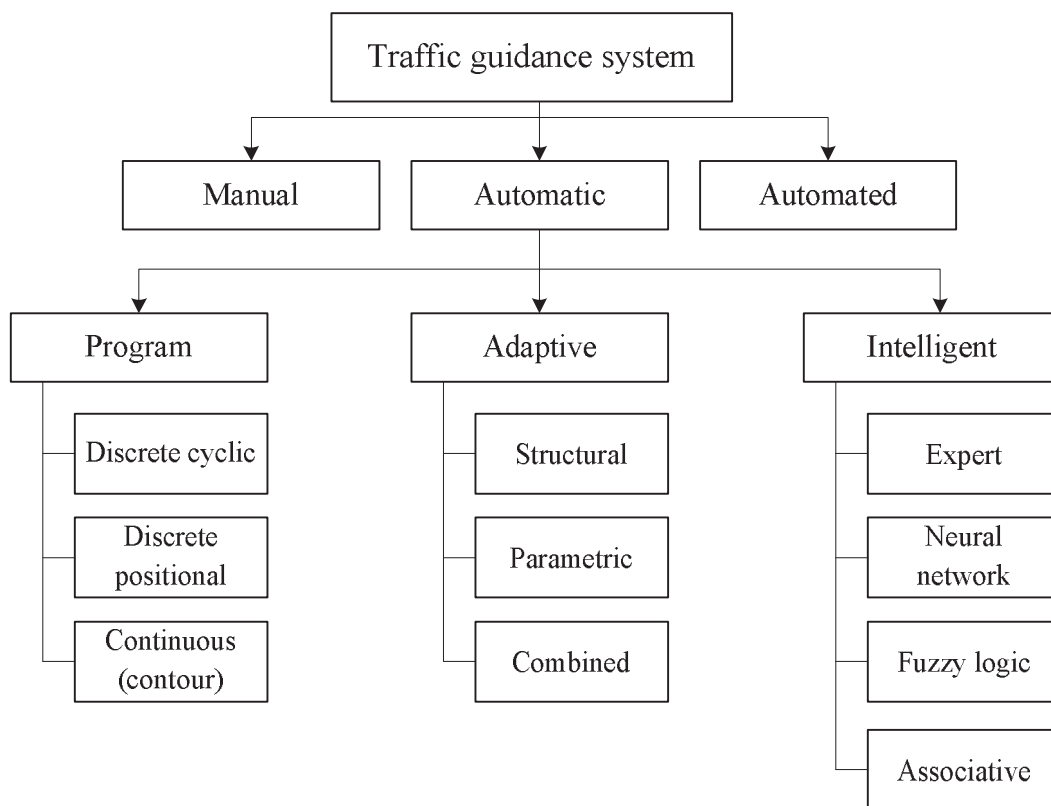 Traffic guidance system
Manual
Automatic
Automated
Program
Adaptive
Intelligent
Discrete cyclic
Structural
Expert
Discrete
positional
Parametric
Neural
network
Continuous
(contour)
Combined
Fuzzy logic
Associative